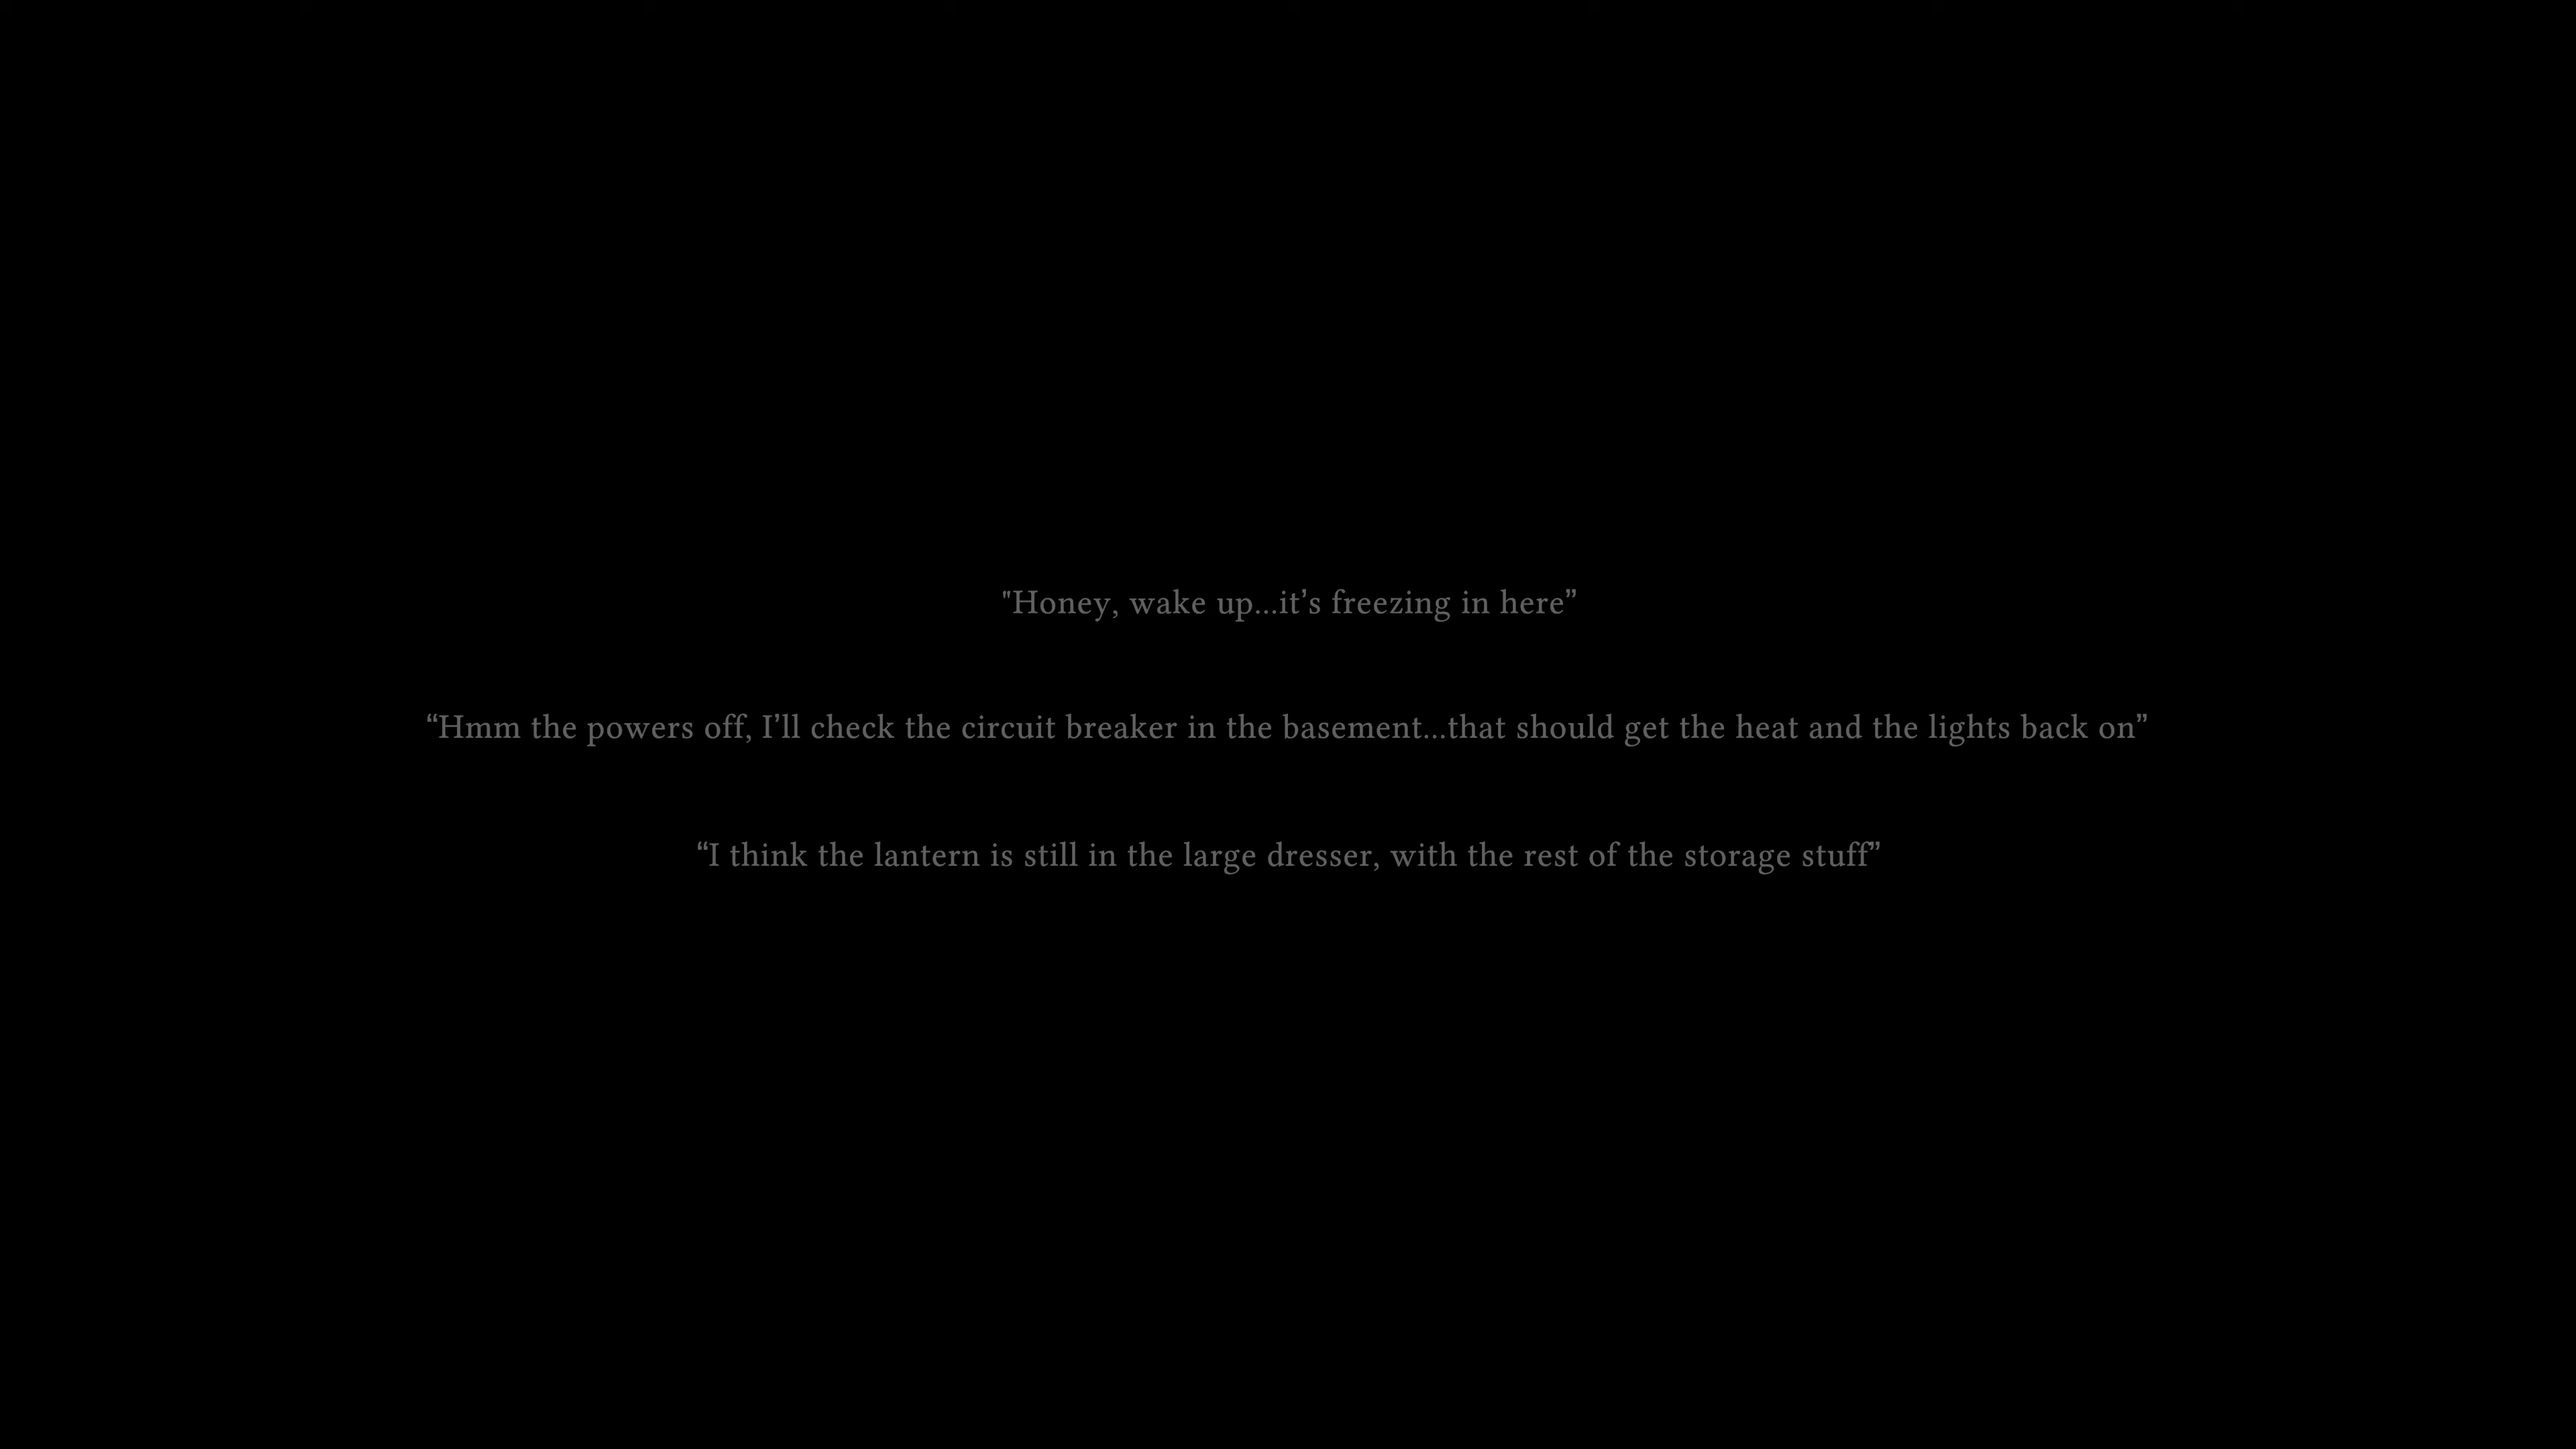 "Honey, wake up...it’s freezing in here”
“Hmm the powers off, I’ll check the circuit breaker in the basement...that should get the heat and the lights back on”
“I think the lantern is still in the large dresser, with the rest of the storage stuff”